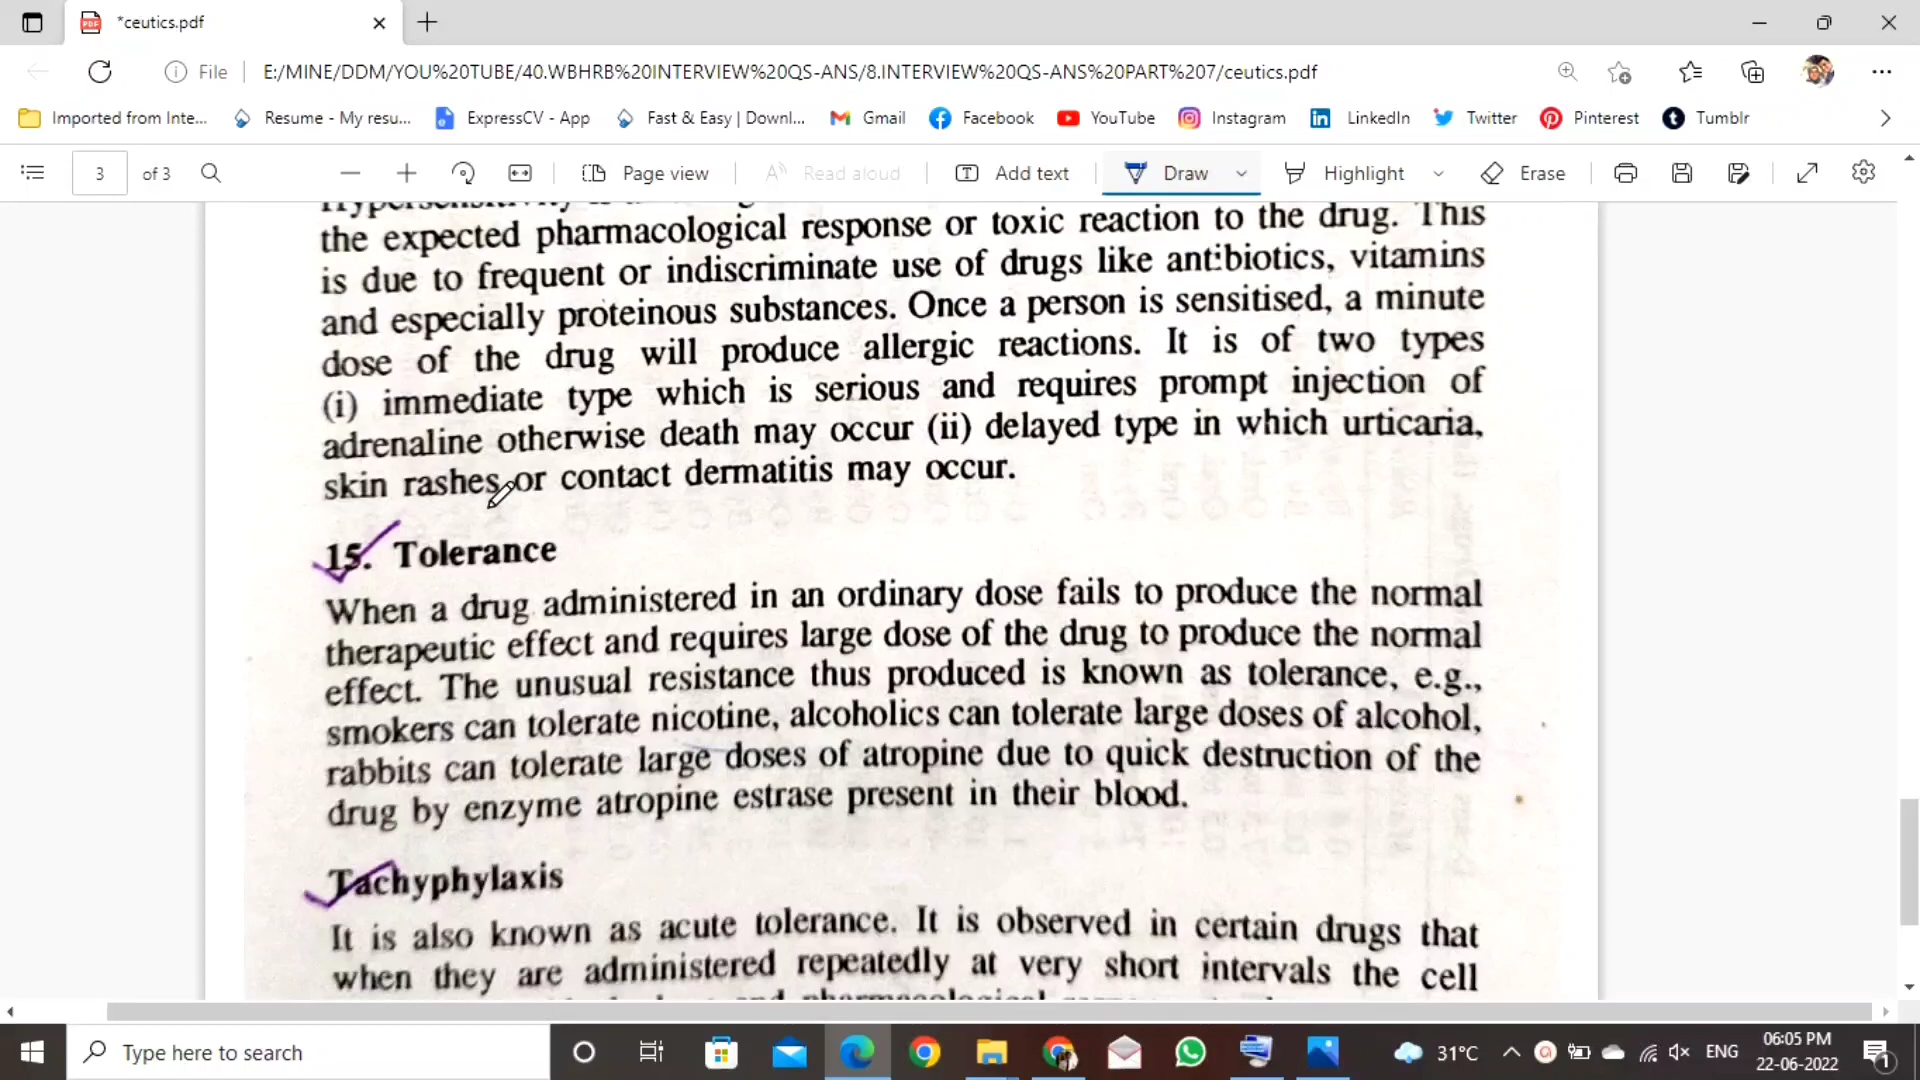 *ceutics.pdf
File
E:/MINE/DDM/YOU%20TUBE/40.WBHRB%20INTERVIEW%20QS-ANS/8.INTERVIEW%20QS-ANS%20PART%207/ceutics.pdf
Imported from Inte... Resume - My resu... ExpressCV - App Fast & Easy | Downl... Gmail Facebook YouTube Instagram LinkedIn Twitter Pinterest Tumblr
3 of 3 Page view Read aloud Add text Draw Highlight Erase
Hypersensitivity
the expected pharmacological response or toxic reaction to the drug. This
is due to frequent or indiscriminate use of drugs like antibiotics, vitamins
and especially proteinous substances. Once a person is sensitised, a minute
dose of the drug will produce allergic reactions. It is of two types
(i) immediate type which is serious and requires prompt injection of
adrenaline otherwise death may occur (ii) delayed type in which urticaria,
skin rashes or contact dermatitis may occur.
15. Tolerance
When a drug administered in an ordinary dose fails to produce the normal
therapeutic effect and requires large dose of the drug to produce the normal
effect. The unusual resistance thus produced is known as tolerance, e.g.,
smokers can tolerate nicotine, alcoholics can tolerate large doses of alcohol,
rabbits can tolerate large doses of atropine due to quick destruction of the
drug by enzyme atropine estrase present in their blood.
Tachyphylaxis
It is also known as acute tolerance. It is observed in certain drugs that
when they are administered repeatedly at very short intervals the cell
Type here to search
31°C ENG 06:05 PM
22-06-2022
1